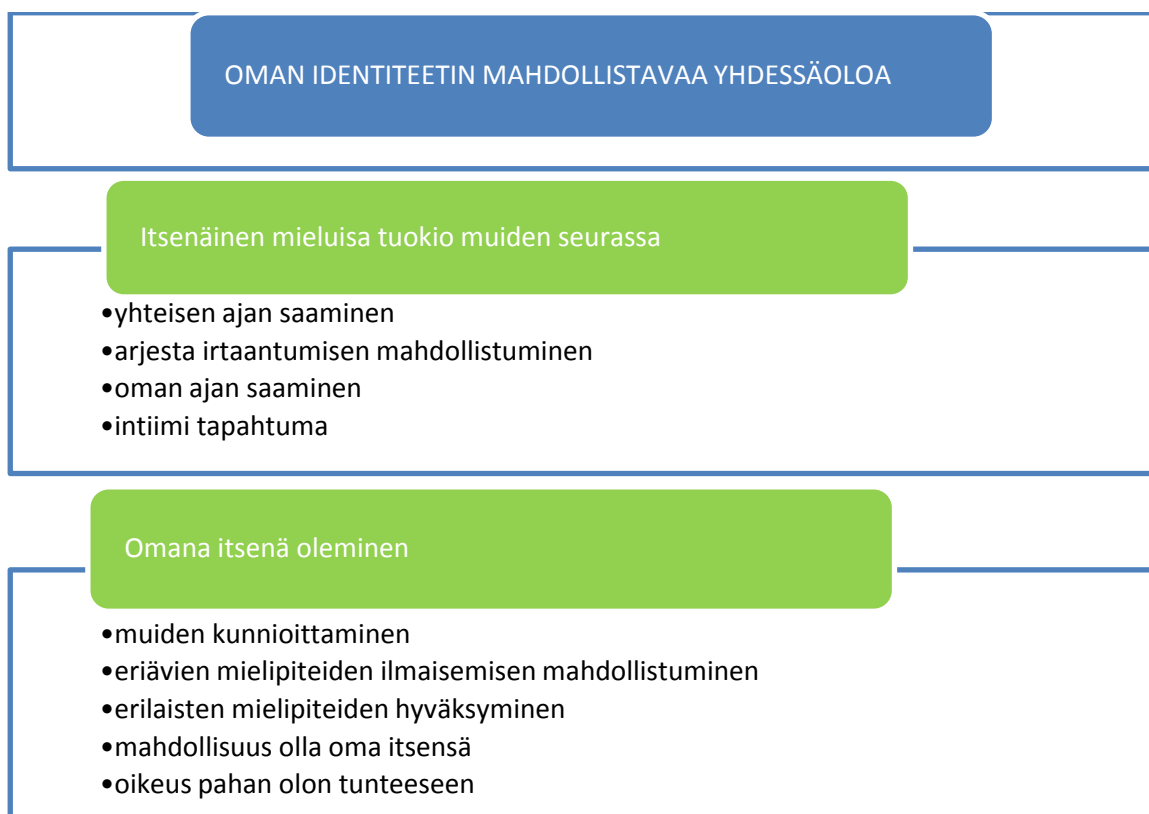 OMAN IDENTITEETIN MAHDOLLISTAVAA YHDESSÄOLOA
Itsenäinen mieluisa tuokio muiden seurassa
•yhteisen ajan saaminen
•arjesta irtaantumisen mahdollistuminen
•oman ajan saaminen
•intiimi tapahtuma
Omana itsenä oleminen
•muiden kunnioittaminen
•eriävien mielipiteiden ilmaisemisen mahdollistuminen
•erilaisten mielipiteiden hyväksyminen
•mahdollisuus olla oma itsensä
•oikeus pahan olon tunteeseen